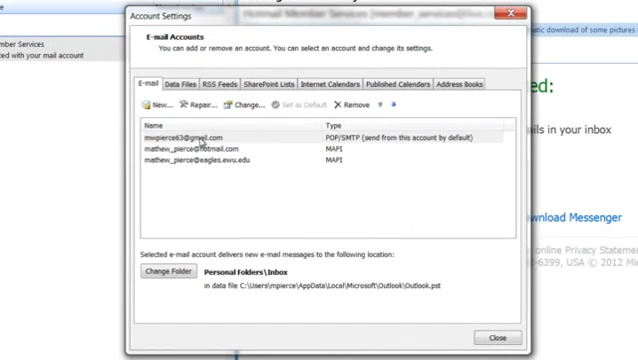 Account Settings
E-mail Accounts
You can add or remove an account. You can select an account and change its settings.
E-mail Data Files RSS Feeds SharePoint Lists Internet Calendars Published Calendars Address Books
New... Repair... Change... Set as Default Remove
Name Type
mwpierce63@gmail.com POP/SMTP (send from this account by default)
mathew_pierce@hotmail.com MAPI
mathew_pierce@eagles.ewu.edu MAPI
Selected e-mail account delivers new e-mail messages to the following location:
Change Folder Personal Folders\Inbox
in data file C:\Users\mpierce\AppData\Local\Microsoft\Outlook\Outlook.pst
Close
mber Services
ted with your mail account
atic download of some pictures
ed:
ails in your inbox
wnload Messenger
online Privacy Statemen
-6399, USA © 2012 Mi